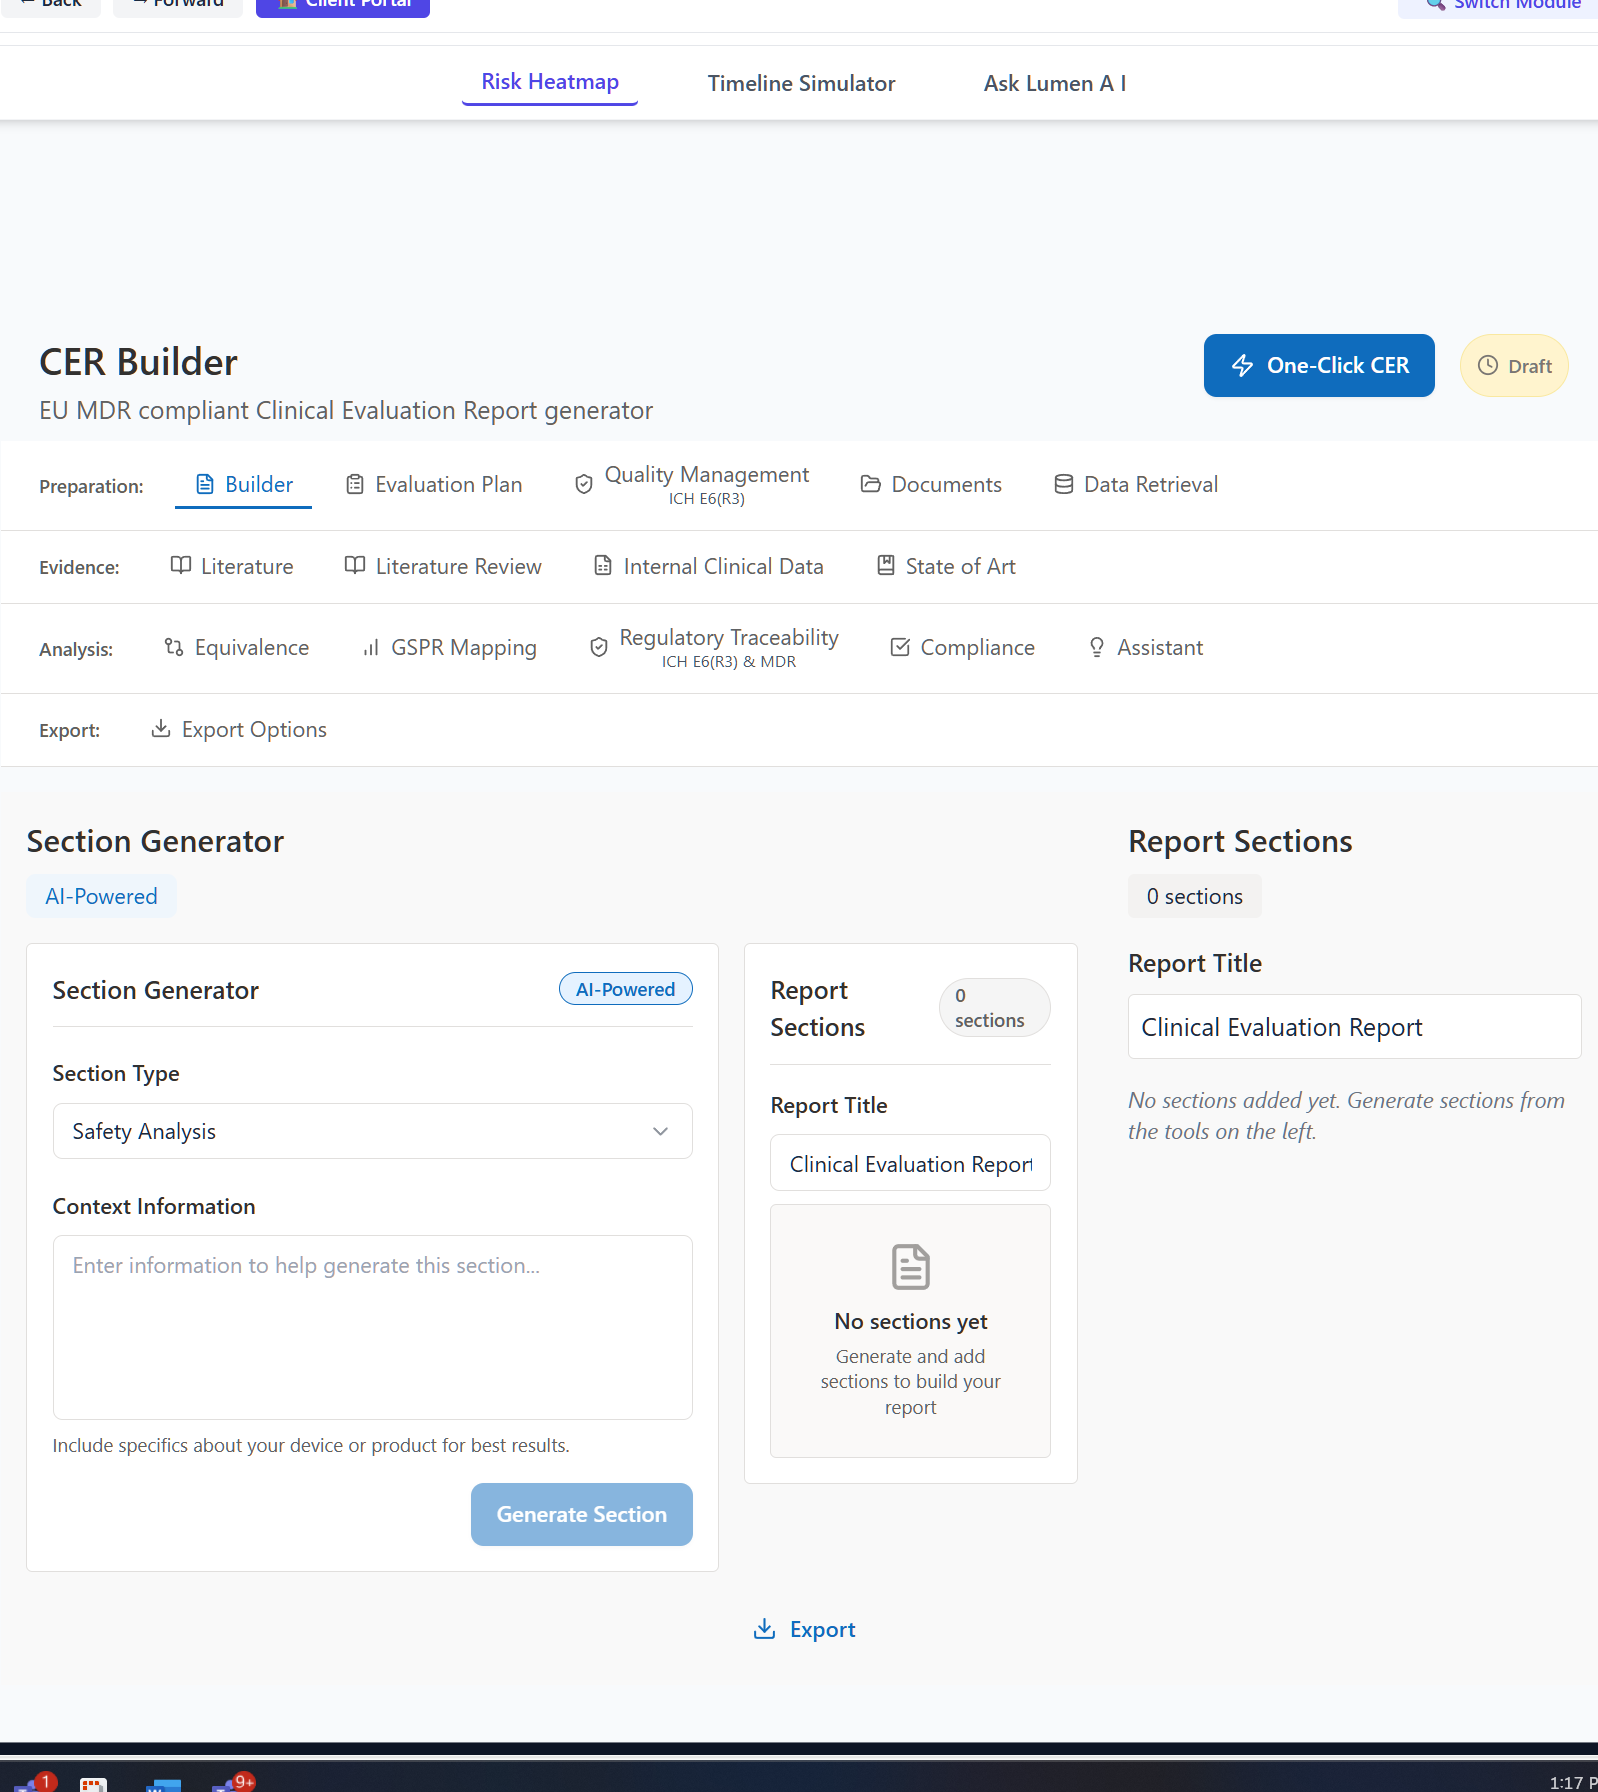 ← Back
→ Forward
Client Portal
Switch Module
Risk Heatmap
Timeline Simulator
Ask Lumen A I
CER Builder
EU MDR compliant Clinical Evaluation Report generator
One-Click CER
Draft
Preparation:
Builder
Evaluation Plan
Quality Management
ICH E6(R3)
Documents
Data Retrieval
Evidence:
Literature
Literature Review
Internal Clinical Data
State of Art
Analysis:
Equivalence
GSPR Mapping
Regulatory Traceability
ICH E6(R3) & MDR
Compliance
Assistant
Export:
Export Options
Section Generator
AI-Powered
Section Generator
AI-Powered
Section Type
Safety Analysis
Context Information
Enter information to help generate this section...
Include specifics about your device or product for best results.
Generate Section
Report
Sections
0
sections
Report Title
Clinical Evaluation Report
No sections yet
Generate and add
sections to build your
report
Report Sections
0 sections
Report Title
Clinical Evaluation Report
No sections added yet. Generate sections from
the tools on the left.
Export
1
9+
1:17 P